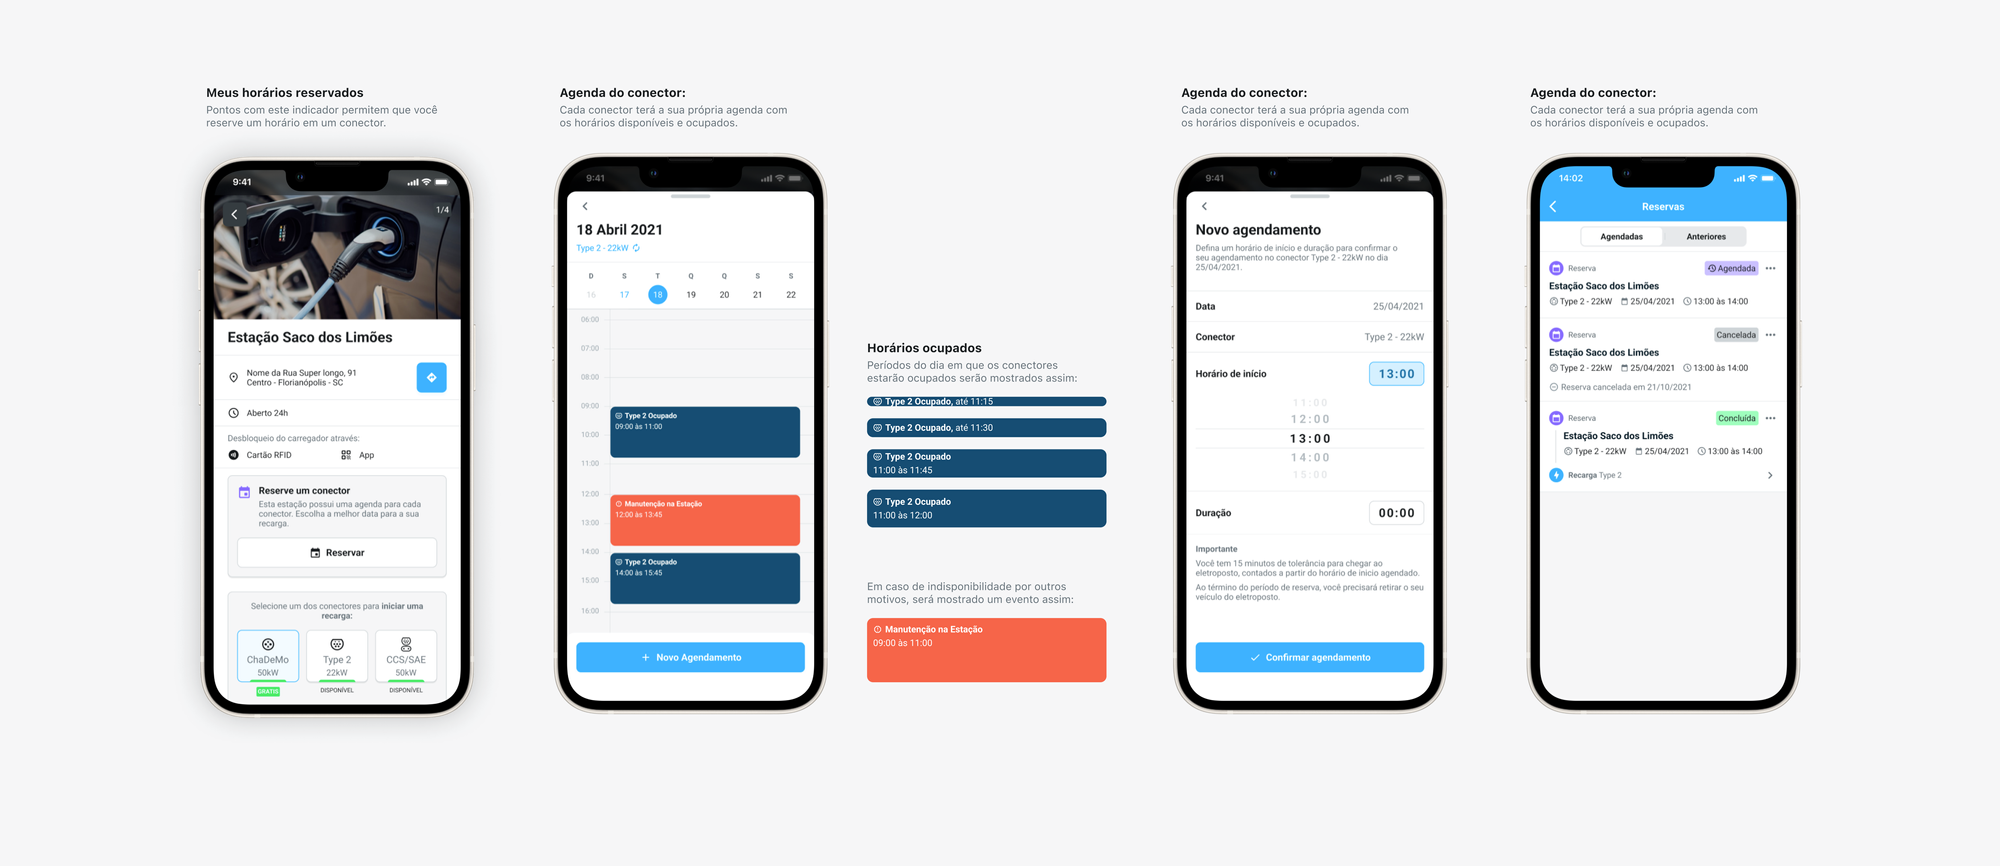 Meus horários reservados
Pontos com este indicador permitem que você
reserve um horário em um conector.
9:41
1/4
Estação Saco dos Limões
Nome da Rua Super longo, 91
Centro - Florianópolis - SC
Aberto 24h
Desbloqueio do carregador através:
Cartão RFID
App
Reserve um conector
Esta estação possui uma agenda para cada
conector. Escolha a melhor data para a sua
recarga.
Reservar
Selecione um dos conectores para iniciar uma
recarga:
ChaDeMo
50kW
GRATIS
Type 2
22kW
DISPONÍVEL
CCS/SAE
50kW
DISPONÍVEL
Agenda do conector:
Cada conector terá a sua própria agenda com
os horários disponíveis e ocupados.
9:41
18 Abril 2021
Type 2 - 22kW
D S T Q Q S S
16 17 18 19 20 21 22
06:00
07:00
08:00
09:00
Type 2 Ocupado
09:00 às 11:00
10:00
11:00
12:00
Manutenção na Estação
12:00 às 13:45
13:00
14:00
Type 2 Ocupado
14:00 às 15:45
15:00
16:00
+ Novo Agendamento
Horários ocupados
Períodos do dia em que os conectores
estarão ocupados serão mostrados assim:
Type 2 Ocupado, até 11:15
Type 2 Ocupado, até 11:30
Type 2 Ocupado
11:00 às 11:45
Type 2 Ocupado
11:00 às 12:00
Em caso de indisponibilidade por outros
motivos, será mostrado um evento assim:
Manutenção na Estação
09:00 às 11:00
Agenda do conector:
Cada conector terá a sua própria agenda com
os horários disponíveis e ocupados.
9:41
Novo agendamento
Defina um horário de início e duração para confirmar o
seu agendamento no conector Type 2 - 22kW no dia
25/04/2021.
Data 25/04/2021
Conector Type 2 - 22kW
Horário de início 13:00
11:00
12:00
13:00
14:00
15:00
Duração 00:00
Importante
Você tem 15 minutos de tolerância para chegar ao
eletroposto, contados a partir do horário de inicio agendado.
Ao término do período de reserva, você precisará retirar o seu
veículo do eletroposto.
Confirmar agendamento
Agenda do conector:
Cada conector terá a sua própria agenda com
os horários disponíveis e ocupados.
14:02
Reservas
Agendadas Anteriores
Reserva Agendada
Estação Saco dos Limões
Type 2 - 22kW 25/04/2021 13:00 às 14:00
Reserva Cancelada
Estação Saco dos Limões
Type 2 - 22kW 25/04/2021 13:00 às 14:00
Reserva cancelada em 21/10/2021
Reserva Concluída
Estação Saco dos Limões
Type 2 - 22kW 25/04/2021 13:00 às 14:00
Recarga Type 2